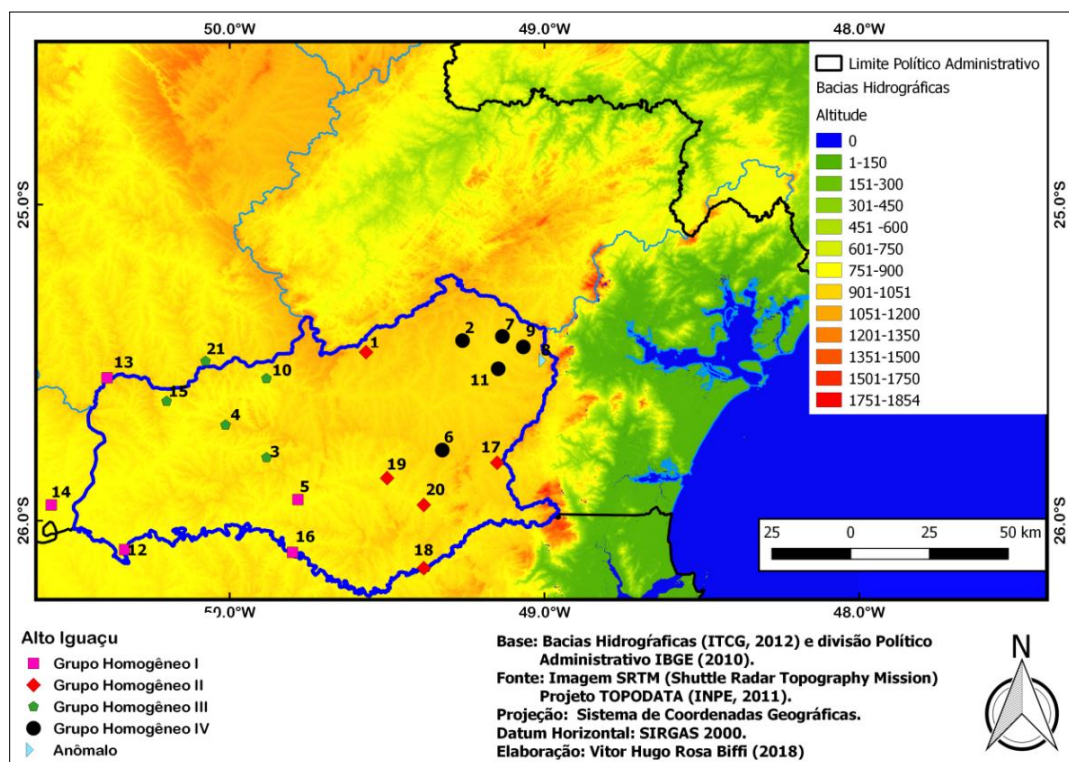 50.0°W 49.0°W 48.0°W
Limite Político Administrativo
Bacias Hidrográficas
Altitude
0
1-150
151-300
301-450
451 -600
601-750
751-900
901-1051
1051-1200
1201-1350
1351-1500
1501-1750
1751-1854
25.0°S
25.0°S
2
7
9
1
8
21
13
10
11
15
4
6
17
3
19
5
20
14
26.0°S
26.0°S
12
16
18
25 0 25 50 km
50.0°W 49.0°W 48.0°W
Alto Iguaçu
Grupo Homogêneo I
Grupo Homogêneo II
Grupo Homogêneo III
Grupo Homogêneo IV
Anômalo
Base: Bacias Hidrográficas (ITCG, 2012) e divisão Político
Administrativo IBGE (2010).
Fonte: Imagem SRTM (Shuttle Radar Topography Mission)
Projeto TOPODATA (INPE, 2011).
Projeção: Sistema de Coordenadas Geográficas.
Datum Horizontal: SIRGAS 2000.
Elaboração: Vitor Hugo Rosa Biffi (2018)
N